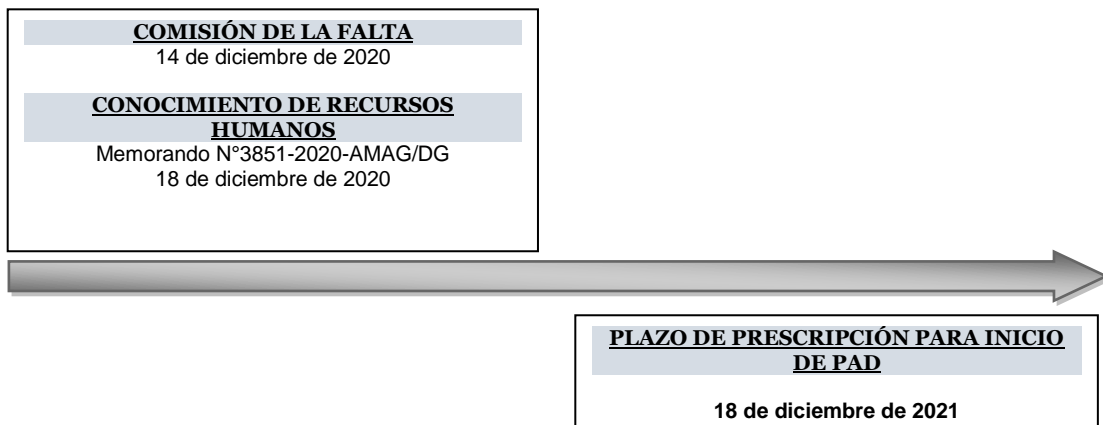 COMISIÓN DE LA FALTA
14 de diciembre de 2020
CONOCIMIENTO DE RECURSOS
HUMANOS
Memorando N°3851-2020-AMAG/DG
18 de diciembre de 2020
PLAZO DE PRESCRIPCIÓN PARA INICIO
DE PAD
18 de diciembre de 2021